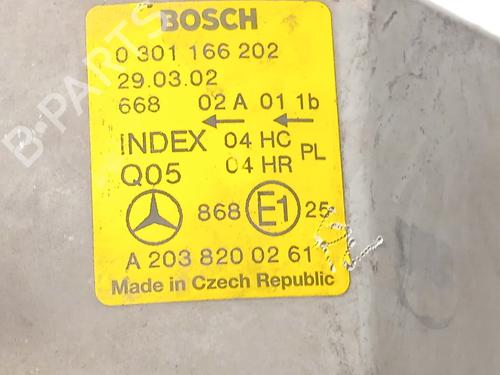 BOSCH
0 301 166 202
29.03.02
668 02 A 01 1b
INDEX 04 HC PL
Q05 04 HR
868 E1 25
A 203 820 02 61
Made in Czech Republic